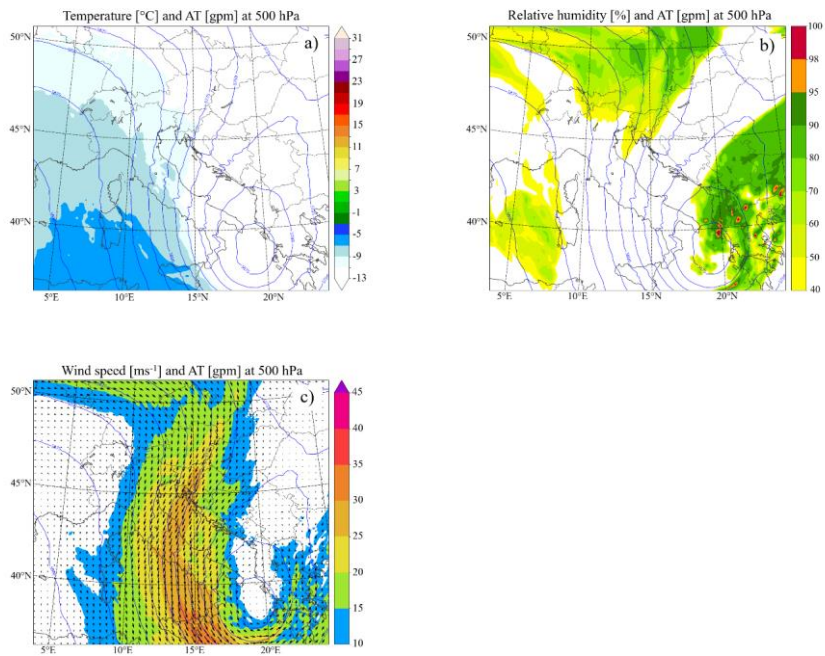 Temperature [°C] and AT [gpm] at 500 hPa
a)
50°N
45°N
40°N
5°E 10°E 15°E 20°E
31
27
23
19
15
11
7
3
-1
-5
-9
-13
Relative humidity [%] and AT [gpm] at 500 hPa
b)
50°N
45°N
40°N
5°E 10°E 15°E 20°E
100
98
95
90
80
70
60
50
40
Wind speed [ms⁻¹] and AT [gpm] at 500 hPa
c)
50°N
45°N
40°N
5°E 10°E 15°E 20°E
45
40
35
30
25
20
15
10